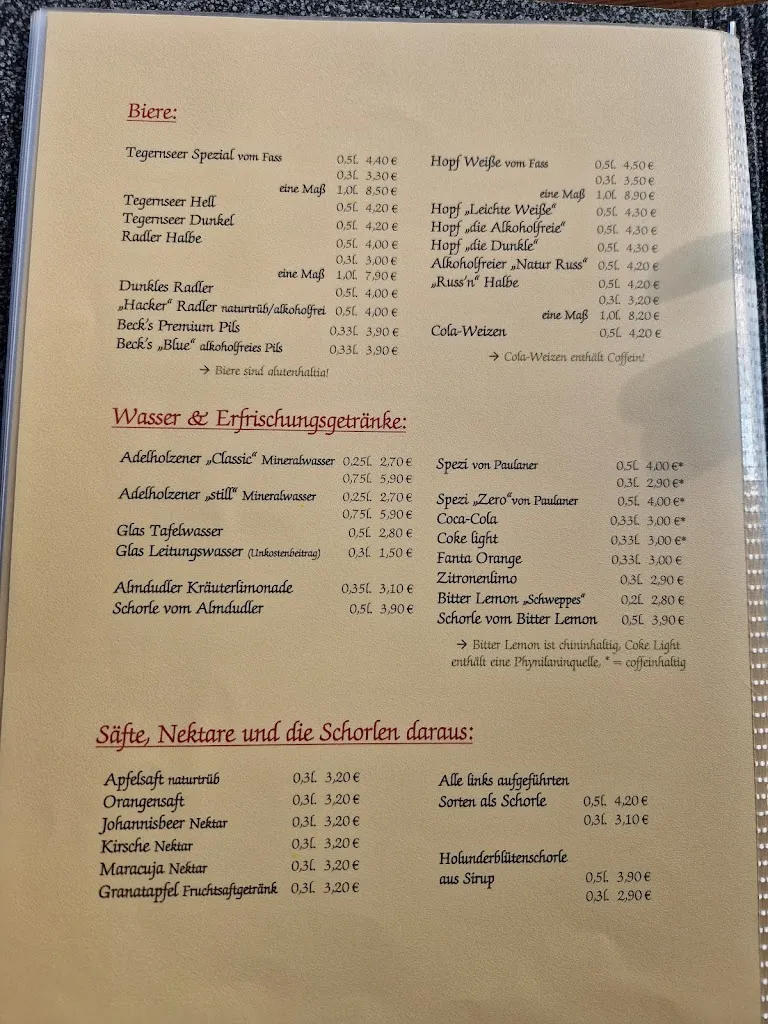 Biere:
Tegernseer Spezial vom Fass 0,5l. 4,40 €
0,3l. 3,30 €
eine Maß 1,0l. 8,50 €
Tegernseer Hell 0,5l. 4,20 €
Tegernseer Dunkel 0,5l. 4,20 €
Radler Halbe 0,5l. 4,00 €
0,3l. 3,00 €
eine Maß 1,0l. 7,90 €
Dunkles Radler 0,5l. 4,00 €
„Hacker“ Radler naturtrüb/alkoholfrei 0,5l. 4,00 €
Beck's Premium Pils 0,33l. 3,90 €
Beck's „Blue“ alkoholfreies Pils 0,33l. 3,90 €
→ Biere sind glutenhaltig!
Hopf Weiße vom Fass 0,5l. 4,50 €
0,3l. 3,50 €
eine Maß 1,0l. 8,90 €
Hopf „Leichte Weiße“ 0,5l. 4,30 €
Hopf „die Alkoholfreie“ 0,5l. 4,30 €
Hopf „die Dunkle“ 0,5l. 4,30 €
Alkoholfreier „Natur Russ“ 0,5l. 4,20 €
„Russ'n“ Halbe 0,5l. 4,20 €
0,3l. 3,20 €
eine Maß 1,0l. 8,20 €
Cola-Weizen 0,5l. 4,20 €
→ Cola-Weizen enthält Coffein!
Wasser & Erfrischungsgetränke:
Adelholzener „Classic“ Mineralwasser 0,25l. 2,70 €
0,75l. 5,90 €
Adelholzener „still“ Mineralwasser 0,25l. 2,70 €
0,75l. 5,90 €
Glas Tafelwasser 0,5l. 2,80 €
Glas Leitungswasser (Unkostenbeitrag) 0,3l. 1,50 €
Almdudler Kräuterlimonade 0,35l. 3,10 €
Schorle vom Almdudler 0,5l. 3,90 €
Spezi von Paulaner 0,5l. 4,00 €*
0,3l. 2,90 €*
Spezi „Zero“von Paulaner 0,5l. 4,00 €*
Coca-Cola 0,33l. 3,00 €*
Coke light 0,33l. 3,00 €*
Fanta Orange 0,33l. 3,00 €
Zitronenlimo 0,3l. 2,90 €
Bitter Lemon „Schweppes“ 0,2l. 2,80 €
Schorle vom Bitter Lemon 0,5l. 3,90 €
→ Bitter Lemon ist chininhaltig, Coke Light
enthält eine Phynilaninquelle, * = coffeinhaltig
Säfte, Nektare und die Schorlen daraus:
Apfelsaft naturtrüb 0,3l. 3,20 €
Orangensaft 0,3l. 3,20 €
Johannisbeer Nektar 0,3l. 3,20 €
Kirsche Nektar 0,3l. 3,20 €
Maracuja Nektar 0,3l. 3,20 €
Granatapfel Fruchtsaftgetränk 0,3l. 3,20 €
Alle links aufgeführten
Sorten als Schorle 0,5l. 4,20 €
0,3l. 3,10 €
Holunderblütenschorle
aus Sirup 0,5l. 3,90 €
0,3l. 2,90 €